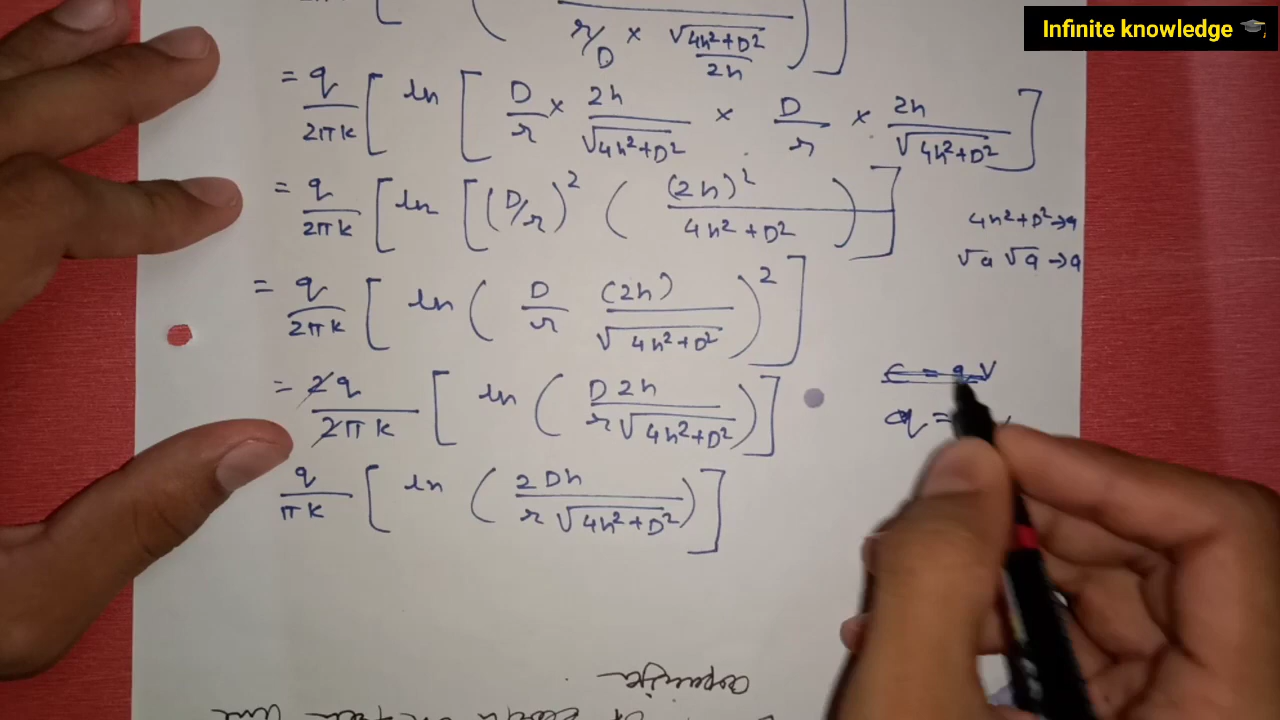 Infinite knowledge 🎓
r/D × √4h²+D²/2h )]
= q/2πk [ ln [ D/r × 2h/√4h²+D² × D/r × 2h/√4h²+D² ]
= q/2πk [ ln [(D/r)² ( (2h)²/4h²+D² ) ]
4h²+D²→a
√a √a →a
= q/2πk [ ln ( D/r (2h)/√4h²+D² )² ]
= 2q/2πk [ ln ( D2h/r√4h²+D² ) ]
q =
q/πk [ ln ( 2Dh/r√4h²+D² ) ]